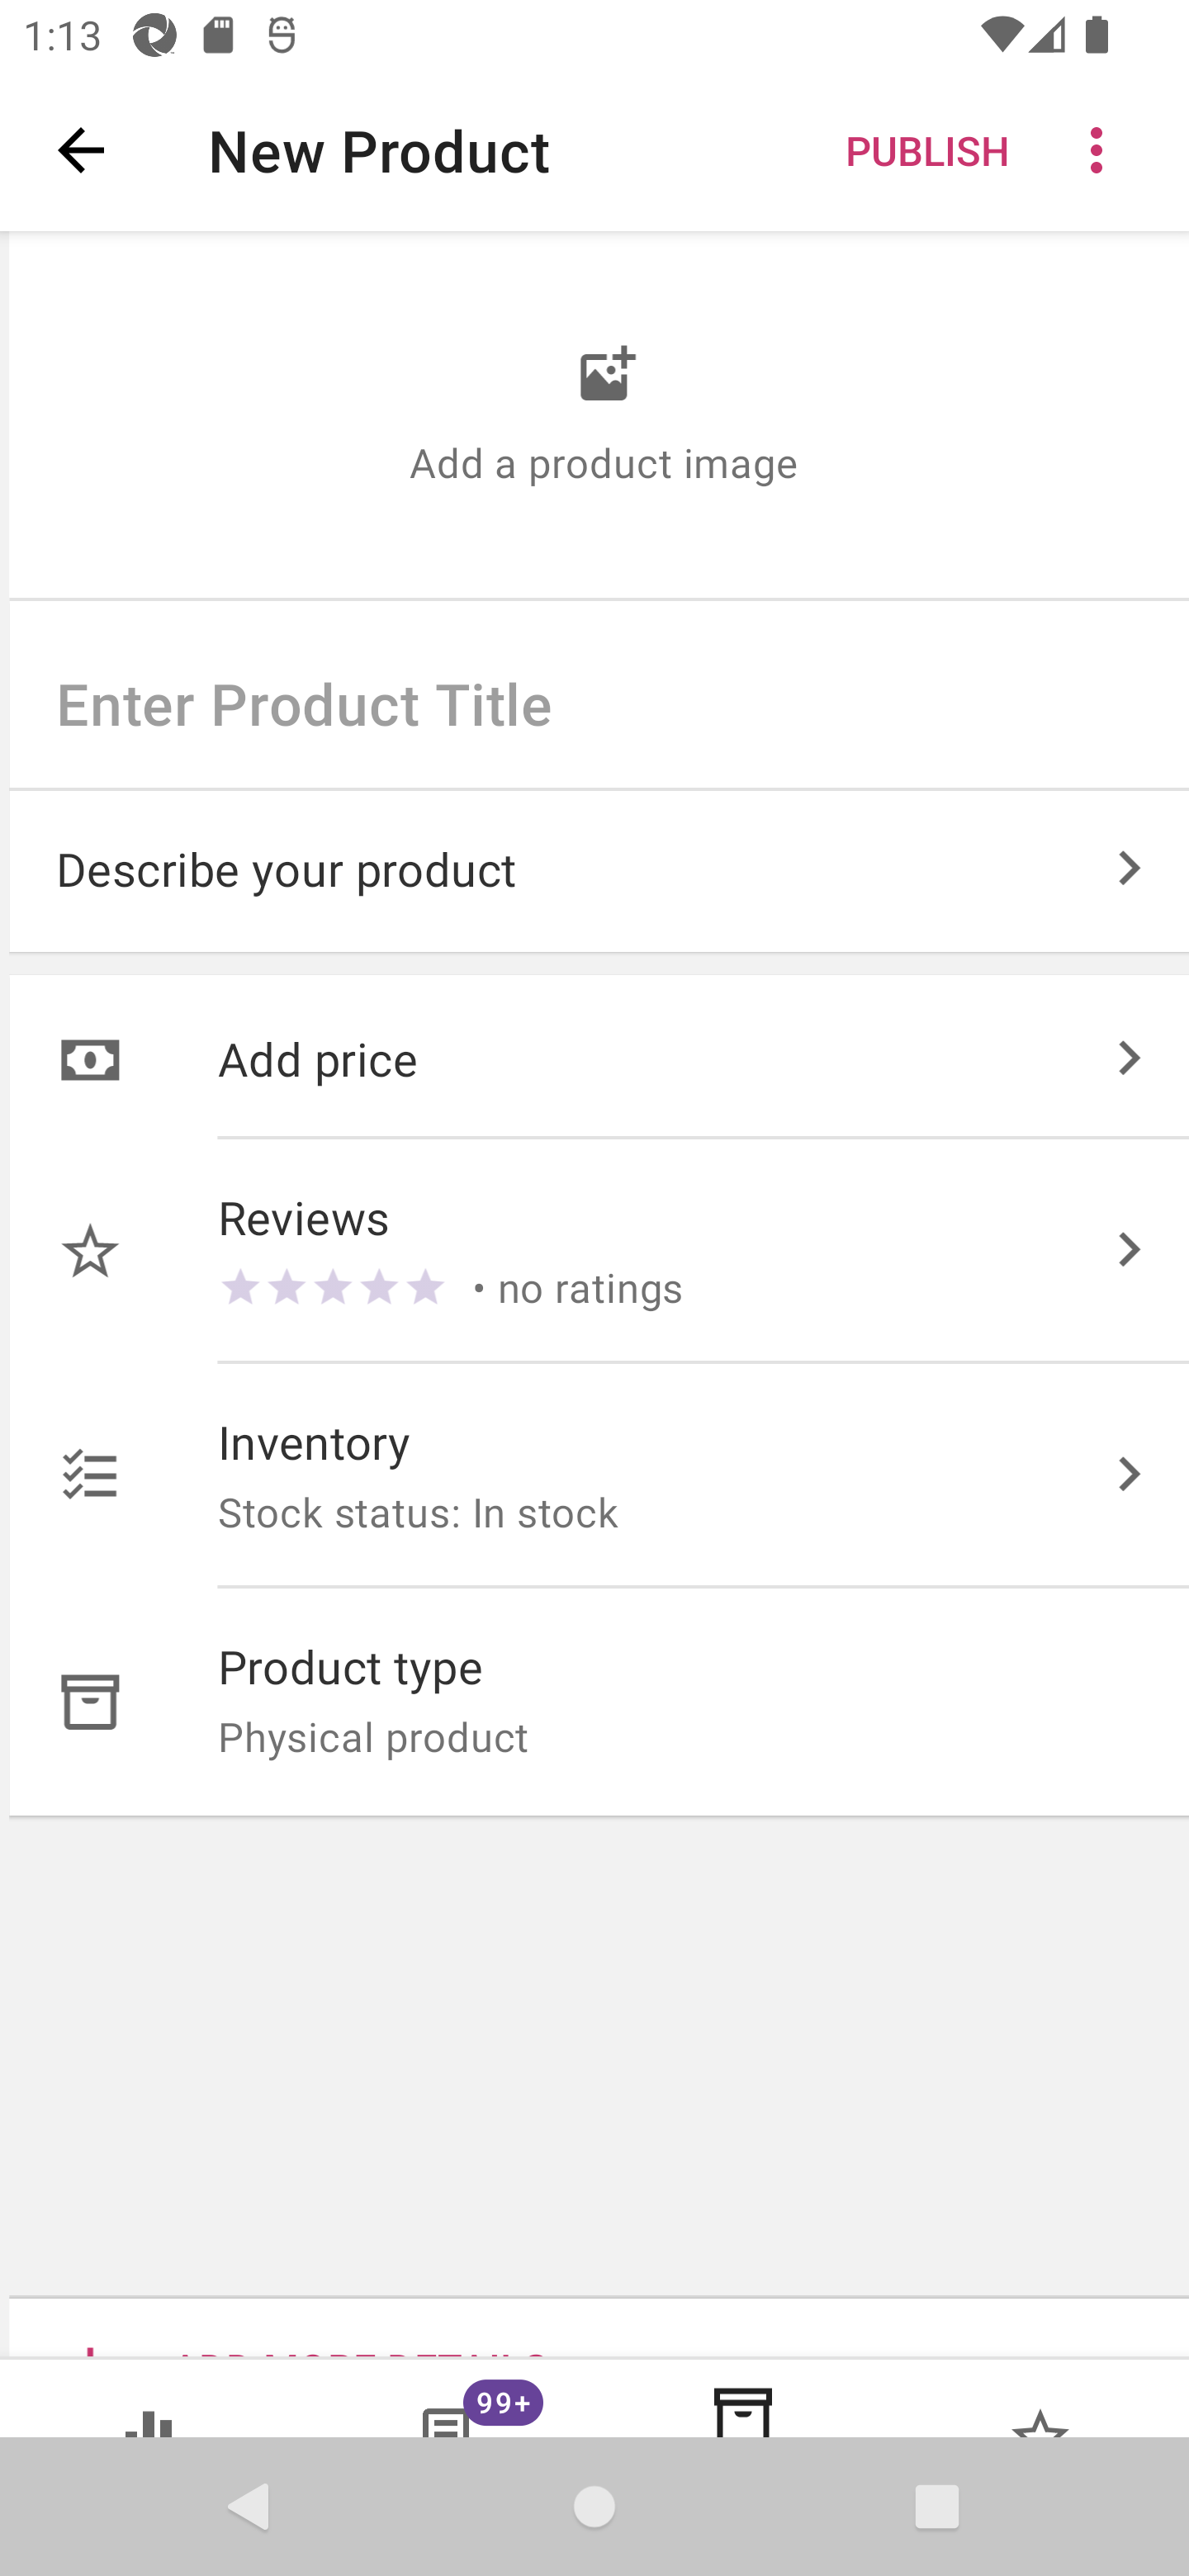 1:13
New Product
PUBLISH
Add a product image
Enter Product Title
Describe your product
Add price
Reviews
• no ratings
Inventory
Stock status: In stock
Product type
Physical product
99+